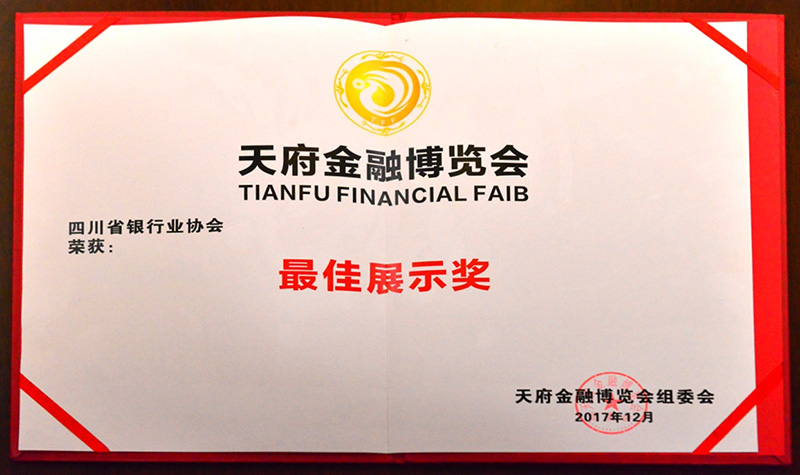 天府金融博览会
TIANFU FINANCIAL FAIB
四川省银行业协会
荣获：
最佳展示奖
天府金融博览会组委会
2017年12月